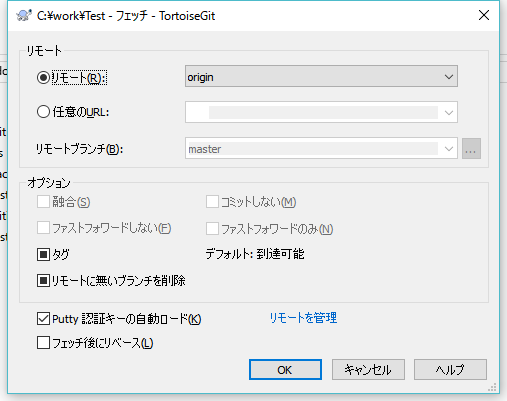 C:¥work¥Test - フェッチ - TortoiseGit
リモート
リモート(R): origin
任意のURL:
リモートブランチ(B): master ...
オプション
融合(S) コミットしない(M)
ファストフォワードしない(F) ファストフォワードのみ(N)
タグ デフォルト: 到達可能
リモートに無いブランチを削除
Putty 認証キーの自動ロード(K) リモートを管理
フェッチ後にリベース(L)
OK キャンセル ヘルプ